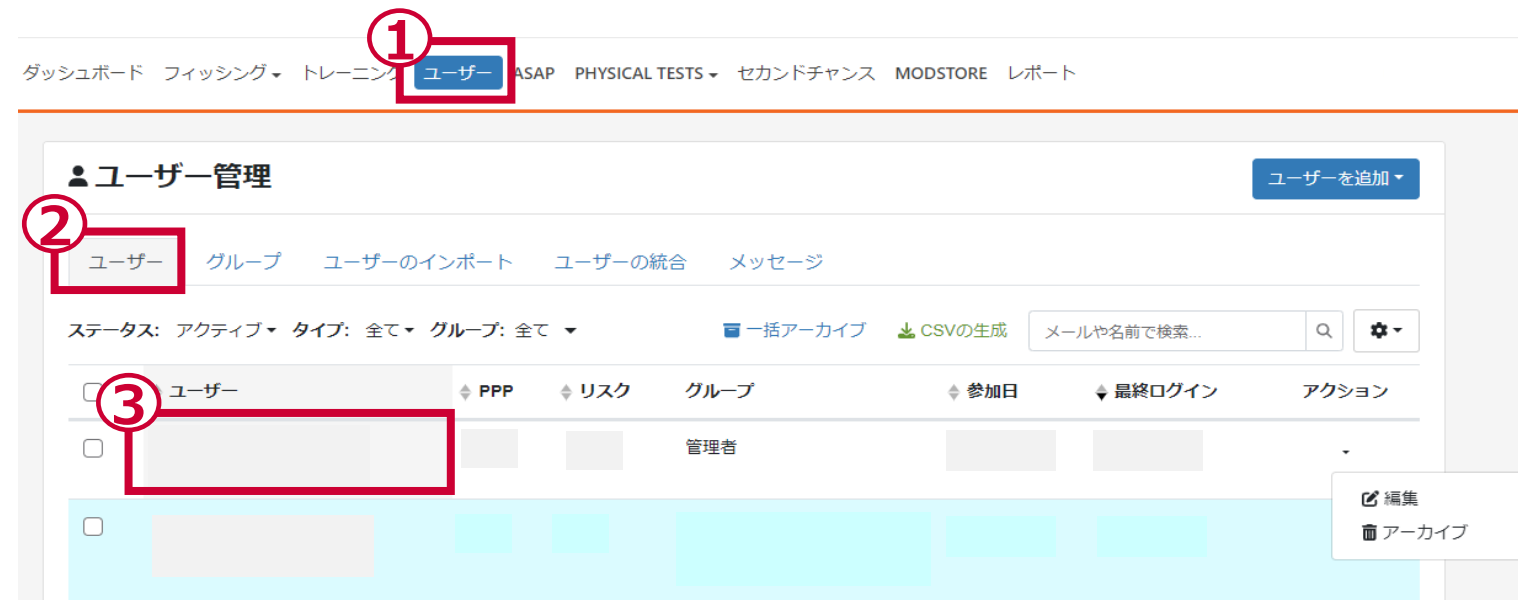 ①
ダッシュボード フィッシング トレーニング ユーザー ASAP PHYSICAL TESTS セカンドチャンス MODSTORE レポート
ユーザー管理 ユーザーを追加
②
ユーザー グループ ユーザーのインポート ユーザーの統合 メッセージ
ステータス: アクティブ タイプ: 全て グループ: 全て 一括アーカイブ CSVの生成 メールや名前で検索...
③
ユーザー PPP リスク グループ 参加日 最終ログイン アクション
管理者
編集
アーカイブ